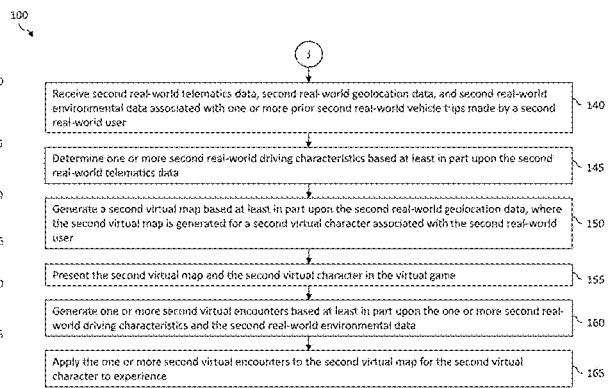 100
3
Receive second real-world telematics data, second real-world geolocation data, and second real-world
environmental data associated with one or more prior second real-world vehicle trips made by a second
real-world user
140
Determine one or more second real-world driving characteristics based at least in part upon the second
real-world telematics data
145
Generate a second virtual map based at least in part upon the second real-world geolocation data, where
the second virtual map is generated for a second virtual character associated with the second real-world
user
150
Present the second virtual map and the second virtual character in the virtual game
155
Generate one or more second virtual encounters based at least in part upon the one or more second real-
world driving characteristics and the second real-world environmental data
160
Apply the one or more second virtual encounters to the second virtual map for the second virtual
character to experience
165